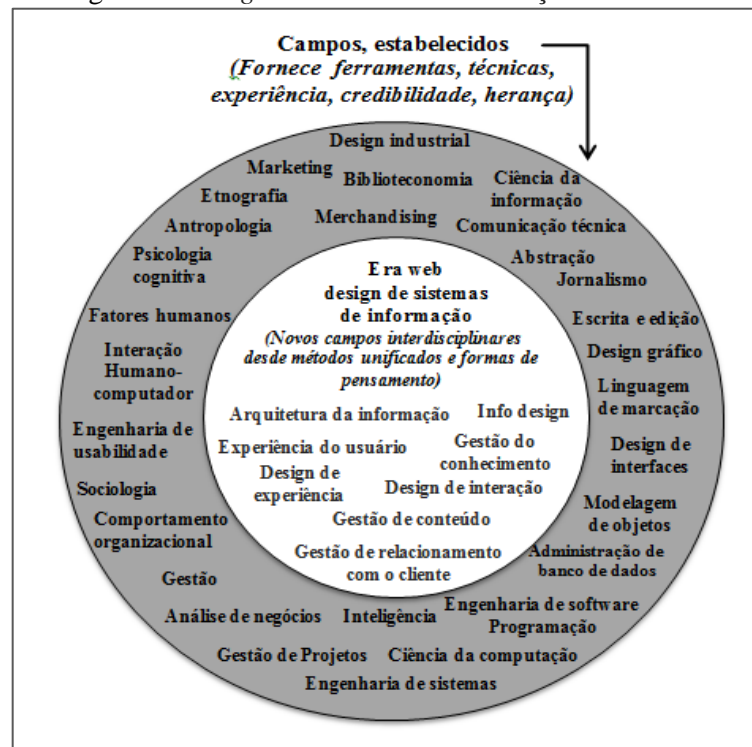 Campos, estabelecidos
(Fornece ferramentas, técnicas,
experiência, credibilidade, herança)
Design industrial
Marketing
Biblioteconomia
Ciência da
informação
Etnografia
Merchandising
Comunicação técnica
Antropologia
Psicologia
cognitiva
Abstração
Jornalismo
Fatores humanos
Escrita e edição
Interação
Humano-
computador
Design gráfico
Linguagem
de marcação
Engenharia de
usabilidade
Design de
interfaces
Sociologia
Modelagem
de objetos
Comportamento
organizacional
Administração de
banco de dados
Gestão
Análise de negócios
Inteligência
Engenharia de software
Programação
Gestão de Projetos
Ciência da computação
Engenharia de sistemas
Era web
design de sistemas
de informação
(Novos campos interdisciplinares
desde métodos unificados e formas de
pensamento)
Arquitetura da informação
Info design
Experiência do usuário
Gestão do
conhecimento
Design de
experiência
Design de interação
Gestão de conteúdo
Gestão de relacionamento
com o cliente